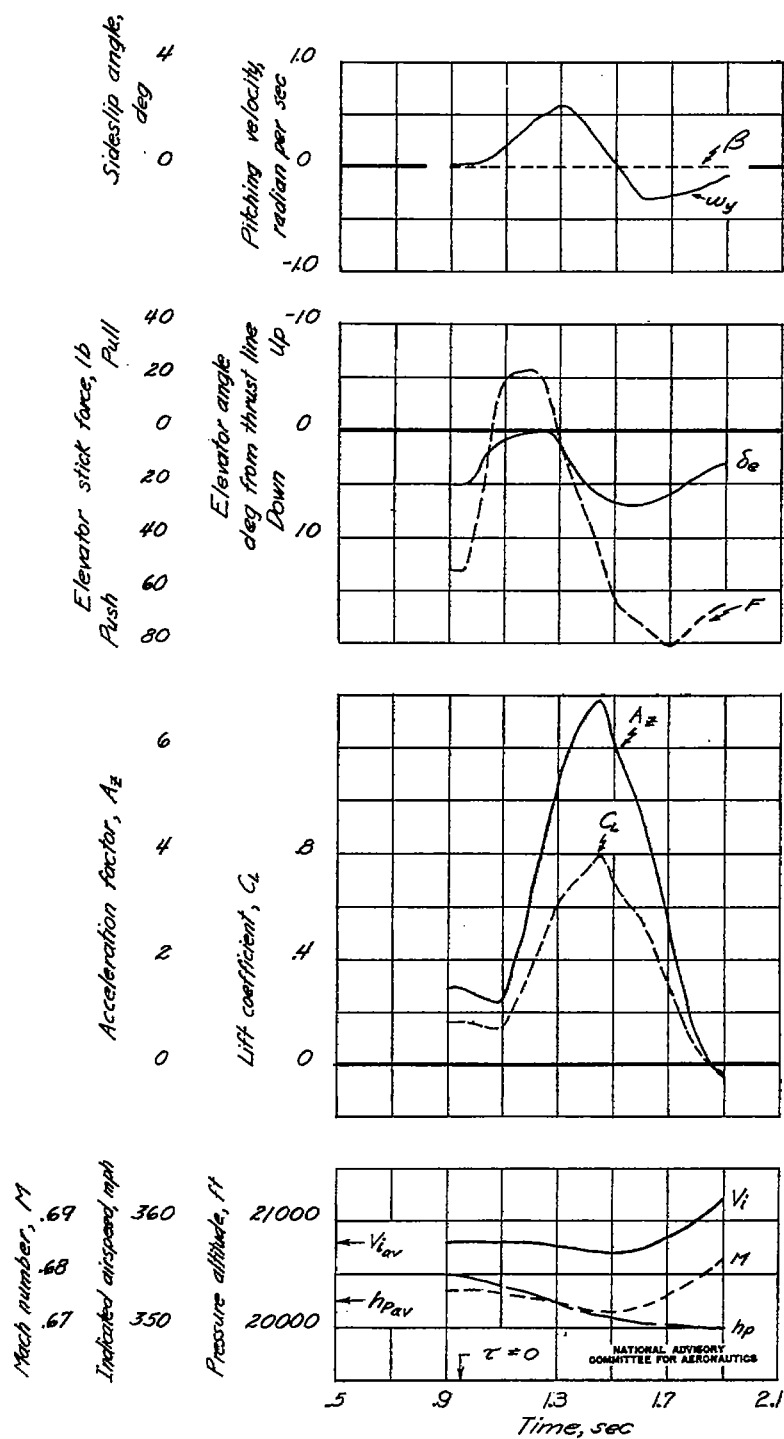 Sideslip angle,
deg
4
0
Pitching velocity,
radian per sec
1.0
0
-1.0
β
ωy
Elevator stick force, lb
Push
Pull
40
20
0
20
40
60
80
Elevator angle
deg from thrust line
Down
Up
-10
0
10
δe
F
Acceleration factor, Az
6
4
2
0
Lift coefficient, CL
.8
.4
0
Az
CL
Mach number, M
.69
.68
.67
Indicated airspeed, mph
360
350
Pressure altitude, ft
21000
20000
Viav
hpav
Vi
M
hp
τ = 0
NATIONAL ADVISORY
COMMITTEE FOR AERONAUTICS
.5 .9 1.3 1.7 2.1
Time, sec